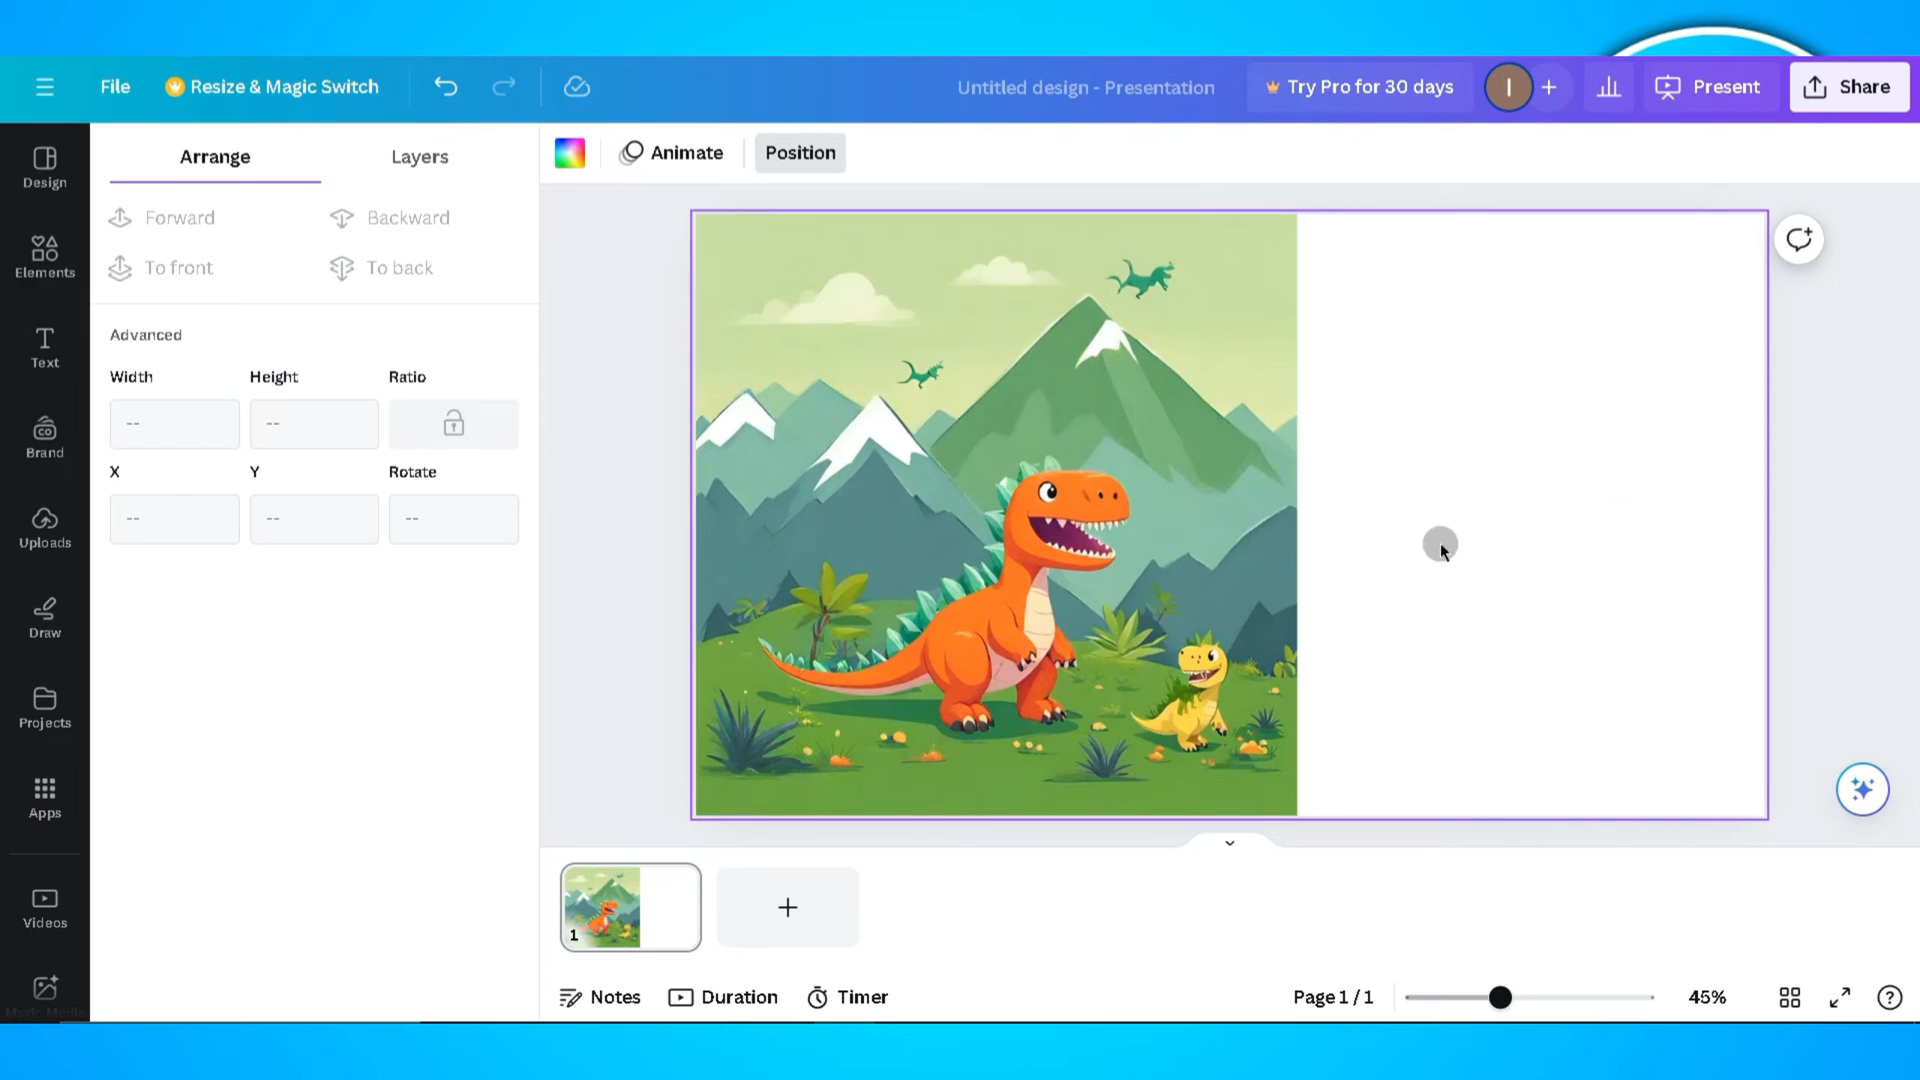 File Resize & Magic Switch Untitled design - Presentation Try Pro for 30 days I + Present Share
Design
Elements
Text
Brand
Uploads
Draw
Projects
Apps
Videos
Magic Media
Arrange Layers
Forward Backward
To front To back
Advanced
Width Height Ratio
-- --
X Y Rotate
-- -- --
Animate Position
1
+
Notes Duration Timer Page 1 / 1 45%